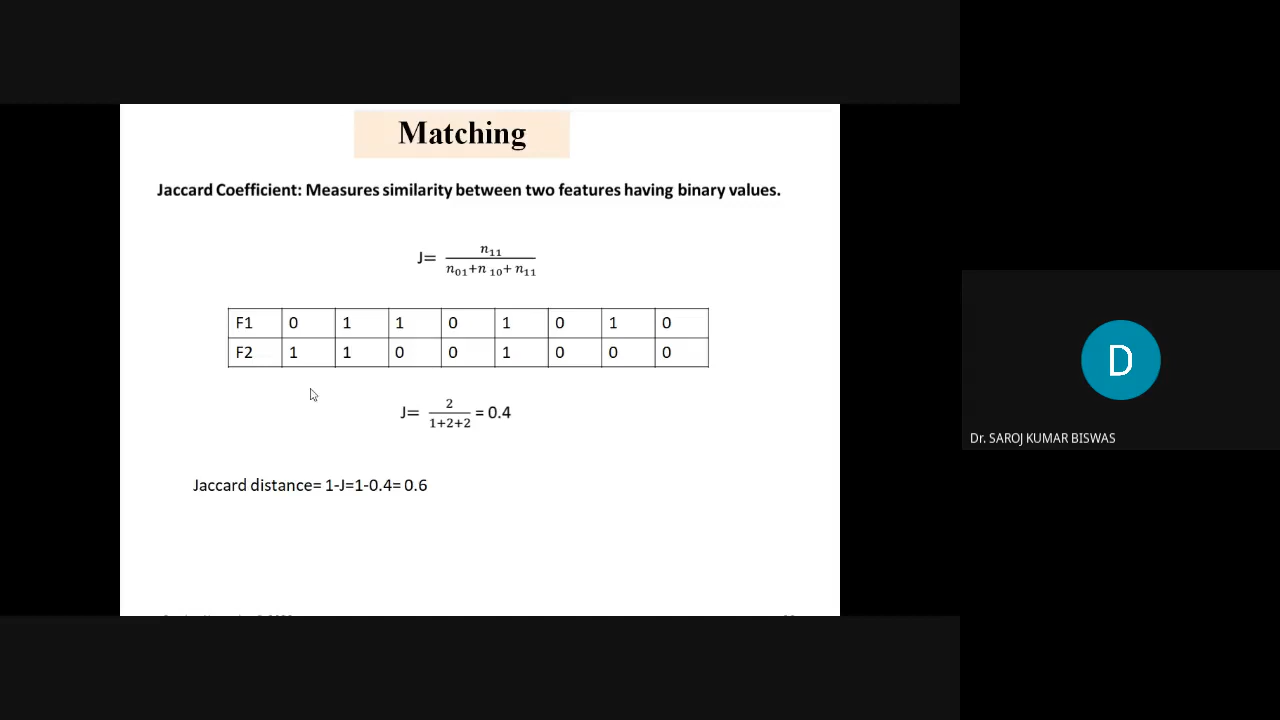 Matching
Jaccard Coefficient: Measures similarity between two features having binary values.
J= n11 / n01+n 10+ n11
F1 0 1 1 0 1 0 1 0
F2 1 1 0 0 1 0 0 0
J= 2 / 1+2+2 = 0.4
Jaccard distance= 1-J=1-0.4= 0.6
D
Dr. SAROJ KUMAR BISWAS